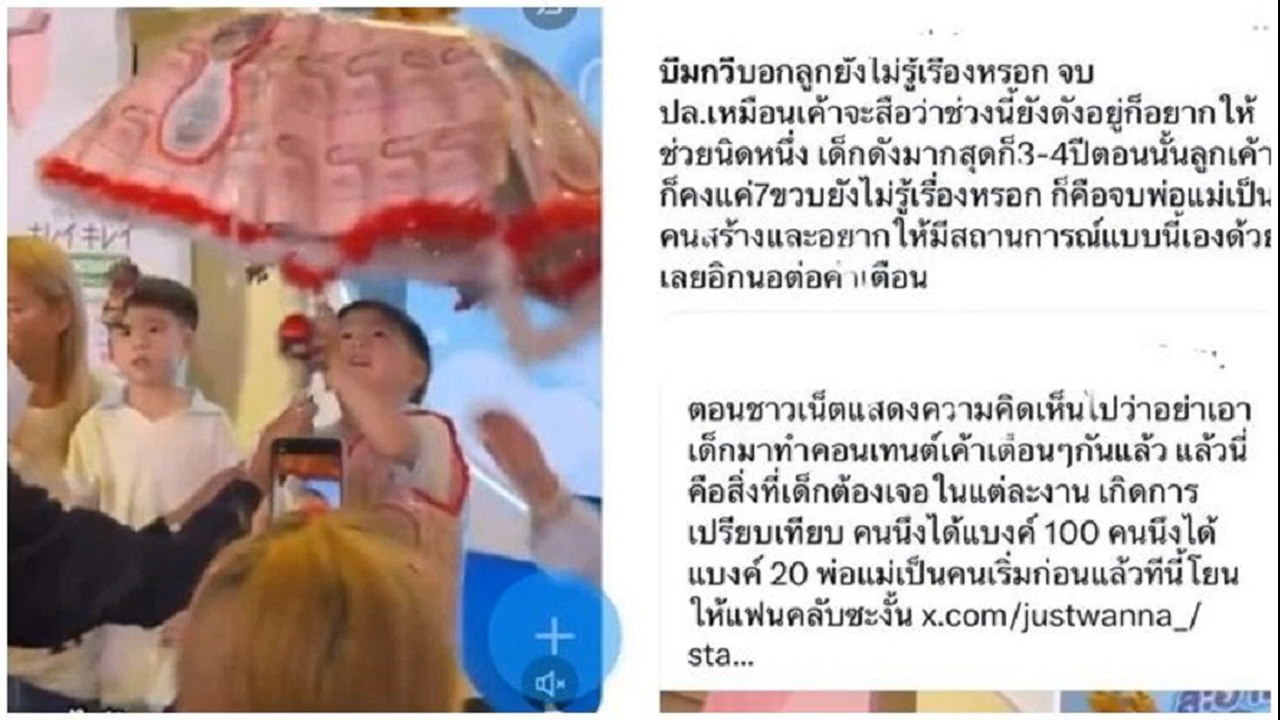 キレイキレイ
บีมกวีบอกลูกยังไม่รู้เรื่องหรอก จบ
ปล.เหมือนเค้าจะสือว่าช่วงนี้ยังดังอยู่ก็อยากให้
ช่วยนิดหนึ่ง เด็กดังมากสุดก็3-4ปีตอนนั้นลูกเค้า
ก็คงแค่7ขวบยังไม่รู้เรื่องหรอก ก็คือจบพ่อแม่เป็น
คนสร้างและอยากให้มีสถานการณ์แบบนี้เองด้วย
เลยอิกนอต่อคำเตือน
ตอนชาวเน็ตแสดงความคิดเห็นไปว่าอย่าเอา
เด็กมาทำคอนเทนต์เค้าเตือนๆกันแล้ว แล้วนี่
คือสิ่งที่เด็กต้องเจอในแต่ละงาน เกิดการ
เปรียบเทียบ คนนึงได้แบงค์ 100 คนนึงได้
แบงค์ 20 พ่อแม่เป็นคนเริ่มก่อนแล้วทีนี้โยน
ให้แฟนคลับซะงั้น x.com/justwanna_/
sta...